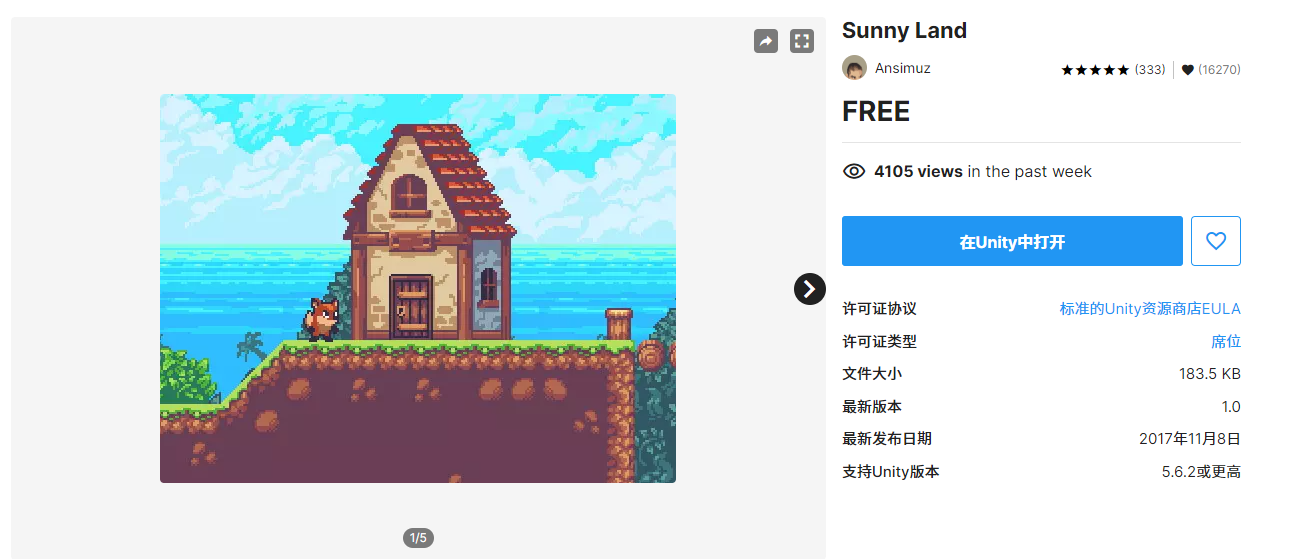 Sunny Land
Ansimuz
(333)
(16270)
FREE
4105 views in the past week
在Unity中打开
许可证协议 标准的Unity资源商店EULA
许可证类型 席位
文件大小 183.5 KB
最新版本 1.0
最新发布日期 2017年11月8日
支持Unity版本 5.6.2或更高
1/5